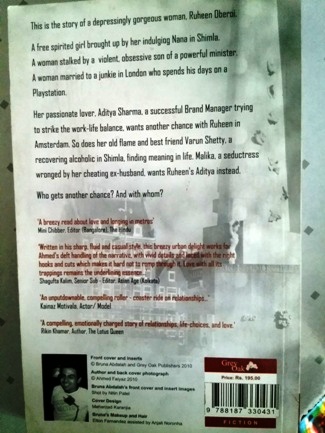 This is the story of a depressingly gorgeous woman, Ruheen Oberoi.
A free spirited girl brought up by her indulging Nana in Shimla.
A woman stalked by a violent, obsessive son of a powerful minister.
A woman married to a junkie in London who spends his days on a
Playstation.
Her passionate lover, Aditya Sharma, a successful Brand Manager trying
to strike the work-life balance, wants another chance with Ruheen in
Amsterdam. So does her old flame and best friend Varun Shetty, a
recovering alcoholic in Shimla, finding meaning in life. Malika, a seductress
wronged by her cheating ex-husband, wants Ruheen's Aditya instead.
Who gets another chance? And with whom?
'A breezy read about love and longing in metros'
Mini Chibber, Editor (Bangalore), The Hindu
'Written in his sharp, fluid and casual style, this breezy urban delight works for
Ahmed's deft handling of the narrative, with vivid details and laced with the right
hooks and cuts which makes it hard not to romp through it. Love with all its
trappings remains the underlining essence.'
Shagufta Kalim, Senior Sub - Editor, Asian Age (Kolkata)
'An unputdownable, compelling roller - coaster ride on relationships...'
Kainaz Motivala, Actor/ Model
'A compelling, emotionally charged story of relationships, life-choices, and love.'
Rikin Khamar, Author, The Lotus Queen
Front cover and inserts
© Bruna Abdalah and Grey Oak Publishers 2010
Author and back cover photograph
© Ahmed Faiyaz 2010
Bruna Abdalah's front cover and insert images
Shot by Nitin Patel
Cover Design
Mohamed Karanjia
Bruna's Makeup and Hair
Elton Fernandez assisted by Anjali Noronha
Grey
Oak
Price: Rs. 195.00
9 788187 330431
FICTION